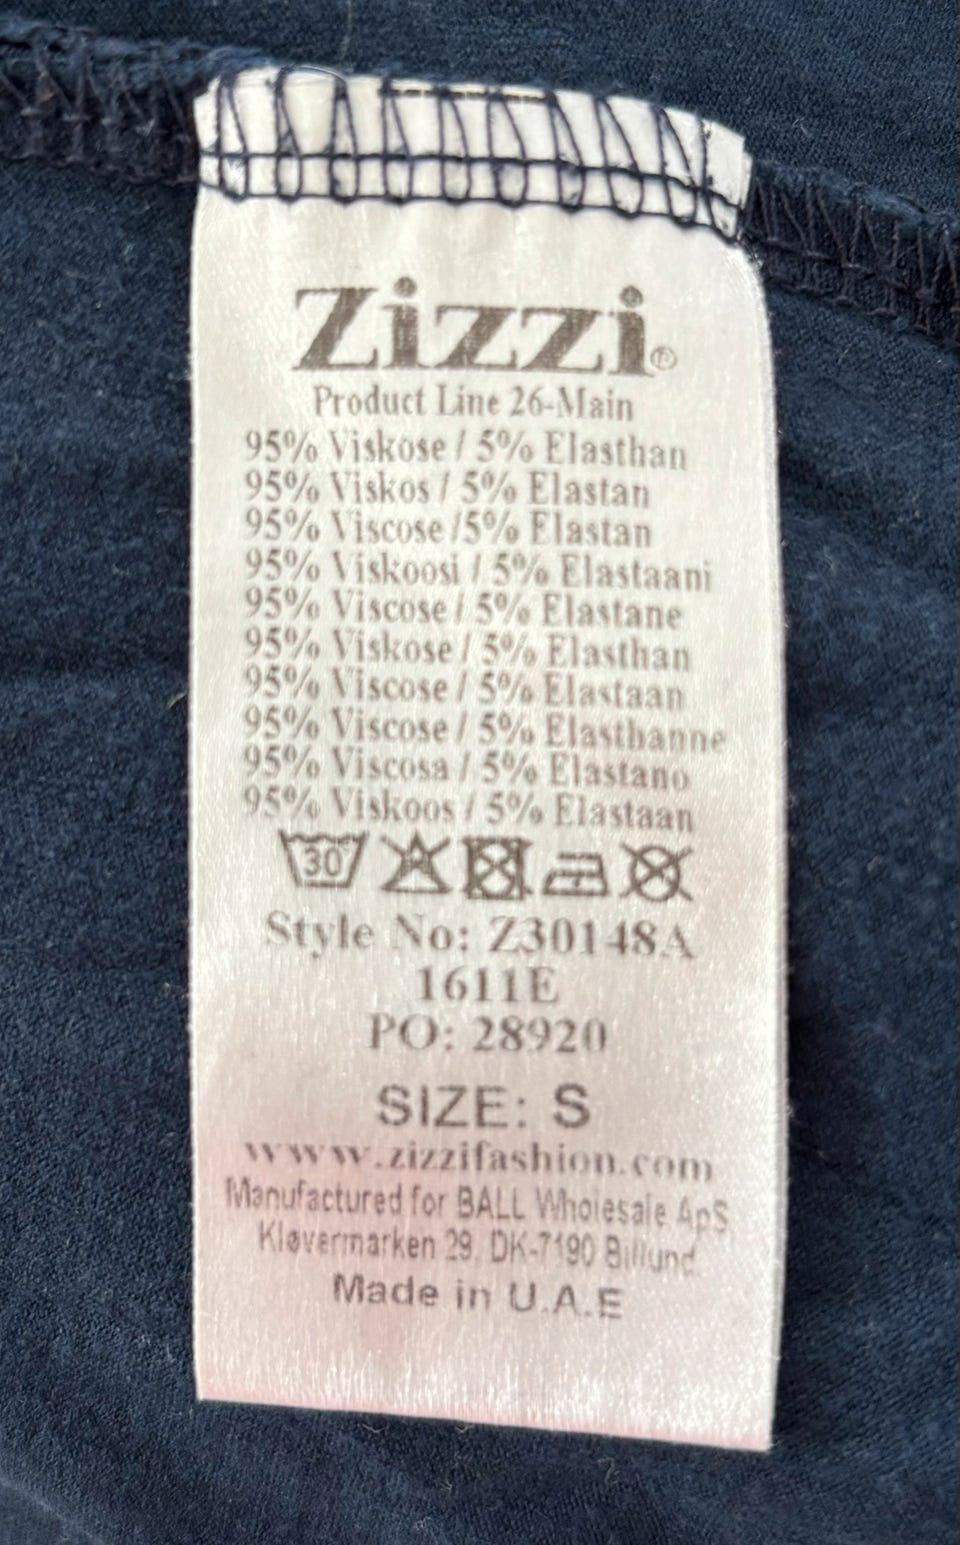 Zizzi®
Product Line 26-Main
95% Viskose / 5% Elasthan
95% Viskos / 5% Elastan
95% Viscose /5% Elastan
95% Viskoosi / 5% Elastaani
95% Viscose / 5% Elastane
95% Viskose / 5% Elasthan
95% Viscose / 5% Elastaan
95% Viscose / 5% Elasthanne
95% Viscosa / 5% Elastano
95% Viskoos / 5% Elastaan
30
Style No: Z30148A
1611E
PO: 28920
SIZE: S
www.zizzifashion.com
Manufactured for BALL Wholesale ApS
Kløvermarken 29, DK-7190 Billund
Made in U.A.E